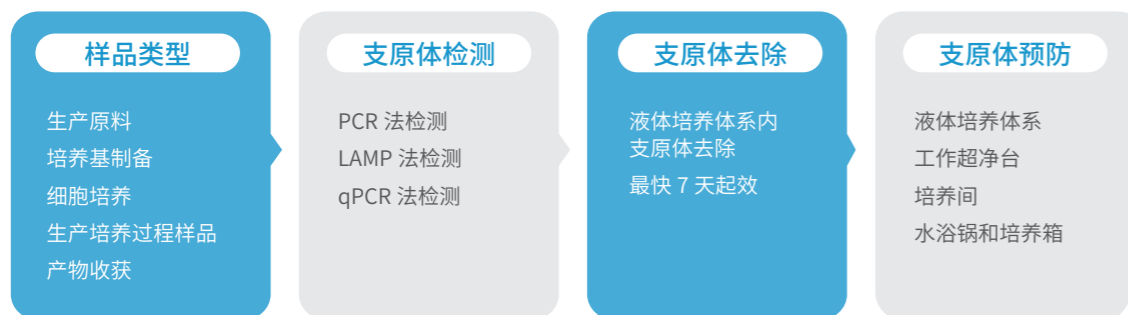 样品类型
生产原料
培养基制备
细胞培养
生产培养过程样品
产物收获
支原体检测
PCR 法检测
LAMP 法检测
qPCR 法检测
支原体去除
液体培养体系内
支原体去除
最快 7 天起效
支原体预防
液体培养体系
工作超净台
培养间
水浴锅和培养箱